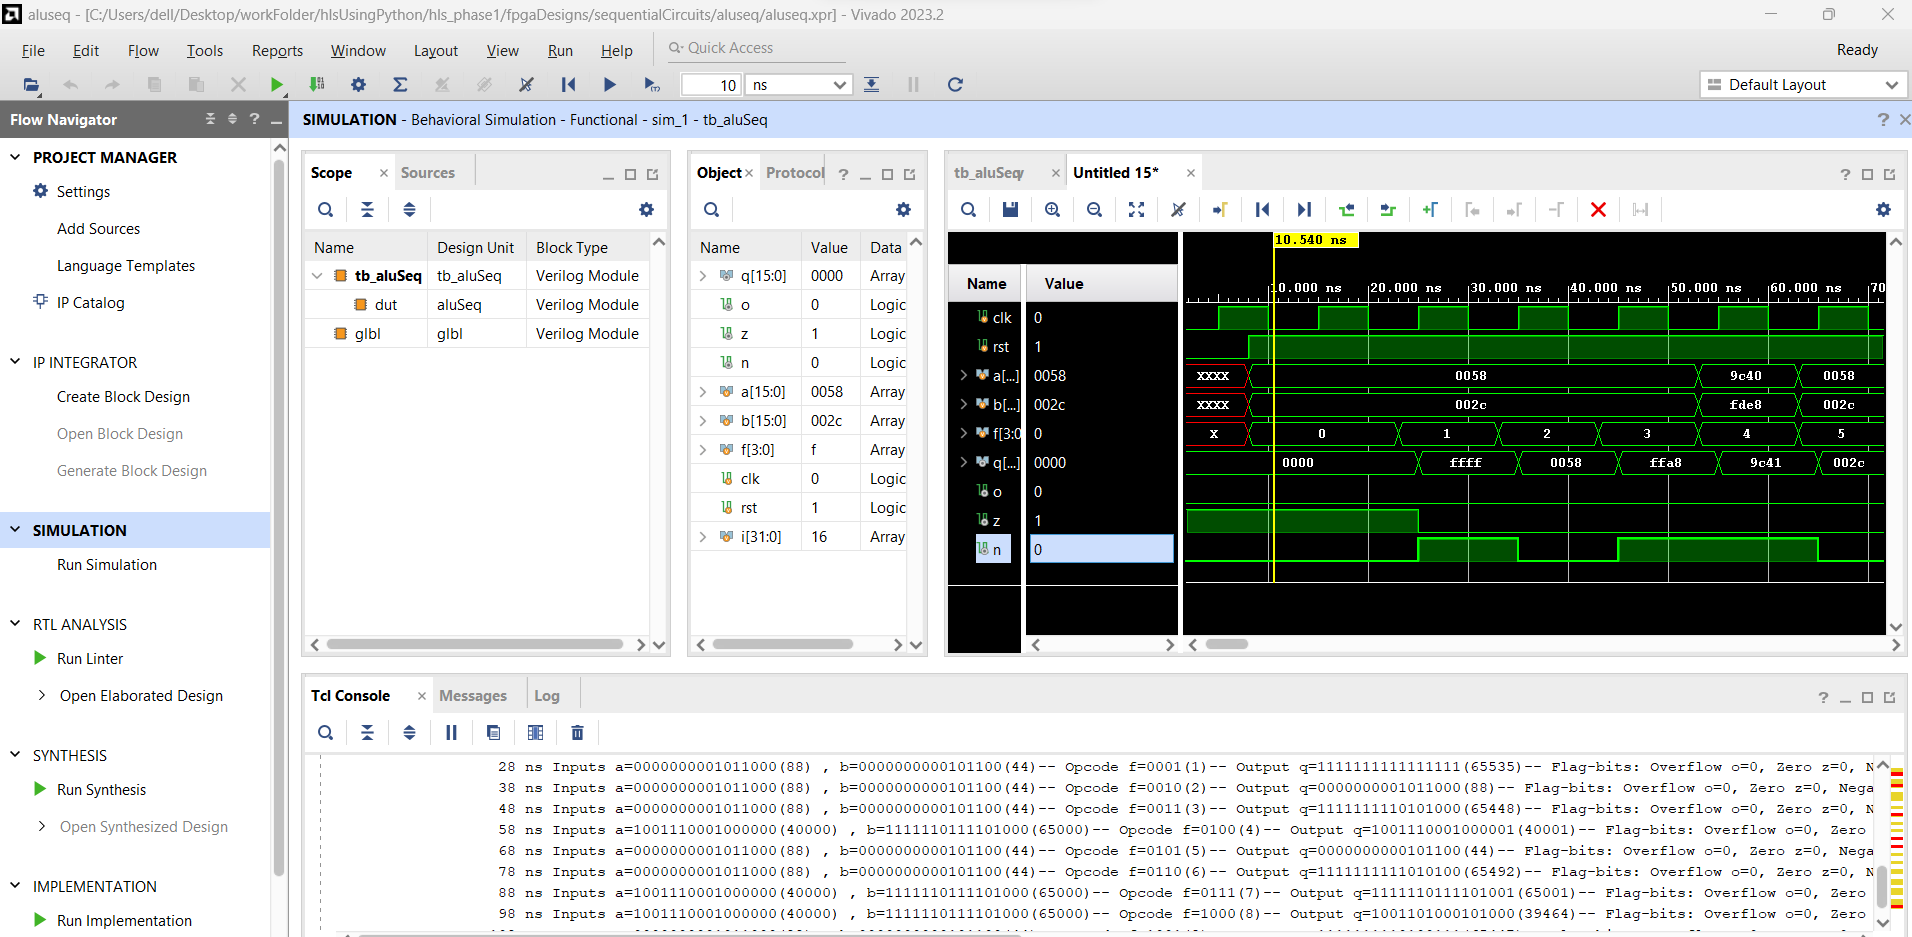 aluseq - [C:/Users/dell/Desktop/workFolder/hlsUsingPython/hls_phase1/fpgaDesigns/sequentialCircuits/aluseq/aluseq.xpr] - Vivado 2023.2
File Edit Flow Tools Reports Window Layout View Run Help Quick Access Ready
10 ns Default Layout
Flow Navigator
SIMULATION - Behavioral Simulation - Functional - sim_1 - tb_aluSeq
PROJECT MANAGER
Settings
Add Sources
Language Templates
IP Catalog
IP INTEGRATOR
Create Block Design
Open Block Design
Generate Block Design
SIMULATION
Run Simulation
RTL ANALYSIS
Run Linter
Open Elaborated Design
SYNTHESIS
Run Synthesis
Open Synthesized Design
IMPLEMENTATION
Run Implementation
Scope Sources
Name Design Unit Block Type
tb_aluSeq tb_aluSeq Verilog Module
dut aluSeq Verilog Module
glbl glbl Verilog Module
Object Protocol
Name Value Data
q[15:0] 0000 Array
o 0 Logic
z 1 Logic
n 0 Logic
a[15:0] 0058 Array
b[15:0] 002c Array
f[3:0] f Array
clk 0 Logic
rst 1 Logic
i[31:0] 16 Array
tb_aluSeq Untitled 15*
10.540 ns
Name Value 10.000 ns 20.000 ns 30.000 ns 40.000 ns 50.000 ns 60.000 ns 70
clk 0
rst 1
a[...] 0058 XXXX 0058 9c40 0058
b[...] 002c XXXX 002c fde8 002c
f[3:0 0 X 0 1 2 3 4 5
q[...] 0000 0000 ffff 0058 ffa8 9c41 002c
o 0
z 1
n 0
Tcl Console Messages Log
28 ns Inputs a=0000000001011000(88) , b=0000000000101100(44)-- Opcode f=0001(1)-- Output q=1111111111111111(65535)-- Flag-bits: Overflow o=0, Zero z=0, N
38 ns Inputs a=0000000001011000(88) , b=0000000000101100(44)-- Opcode f=0010(2)-- Output q=0000000001011000(88)-- Flag-bits: Overflow o=0, Zero z=0, Nega
48 ns Inputs a=0000000001011000(88) , b=0000000000101100(44)-- Opcode f=0011(3)-- Output q=1111111110101000(65448)-- Flag-bits: Overflow o=0, Zero z=0, N
58 ns Inputs a=1001110001000000(40000) , b=1111110111101000(65000)-- Opcode f=0100(4)-- Output q=1001110001000001(40001)-- Flag-bits: Overflow o=0, Zero
68 ns Inputs a=0000000001011000(88) , b=0000000000101100(44)-- Opcode f=0101(5)-- Output q=0000000000101100(44)-- Flag-bits: Overflow o=0, Zero z=0, Nega
78 ns Inputs a=0000000001011000(88) , b=0000000000101100(44)-- Opcode f=0110(6)-- Output q=1111111111010100(65492)-- Flag-bits: Overflow o=0, Zero z=0, N
88 ns Inputs a=1001110001000000(40000) , b=1111110111101000(65000)-- Opcode f=0111(7)-- Output q=1111110111101001(65001)-- Flag-bits: Overflow o=0, Zero
98 ns Inputs a=1001110001000000(40000) , b=1111110111101000(65000)-- Opcode f=1000(8)-- Output q=1001101000101000(39464)-- Flag-bits: Overflow o=0, Zero